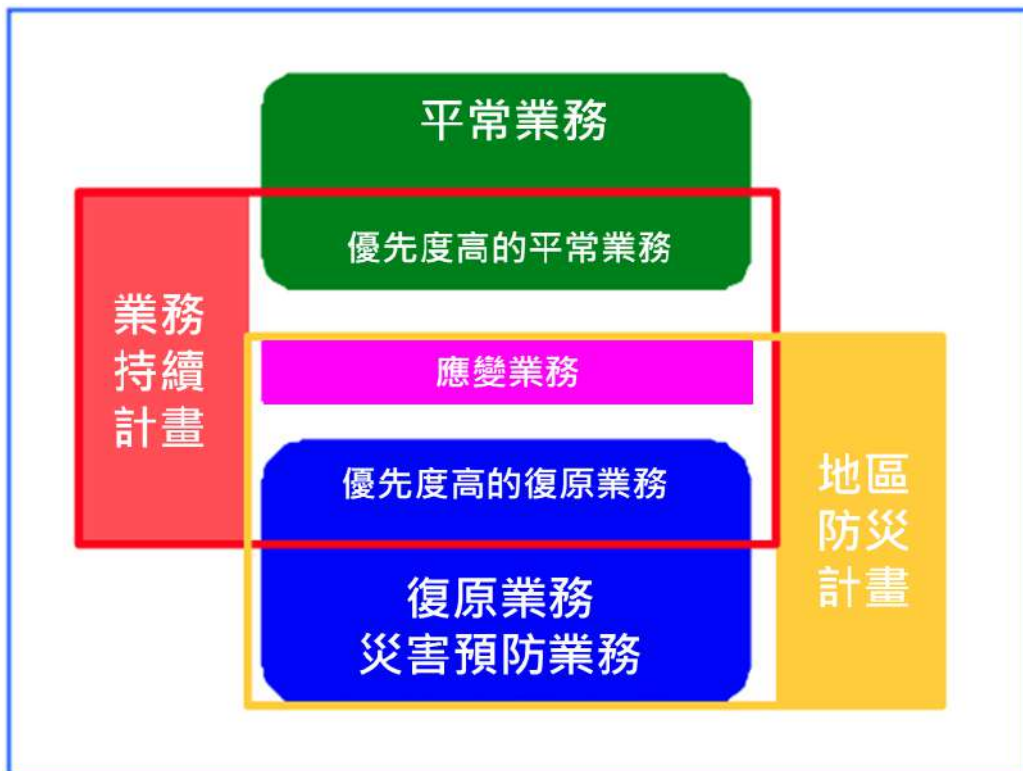 平常業務
優先度高的平常業務
業務
持續
計畫
應變業務
優先度高的復原業務
地區
防災
計畫
復原業務
災害預防業務